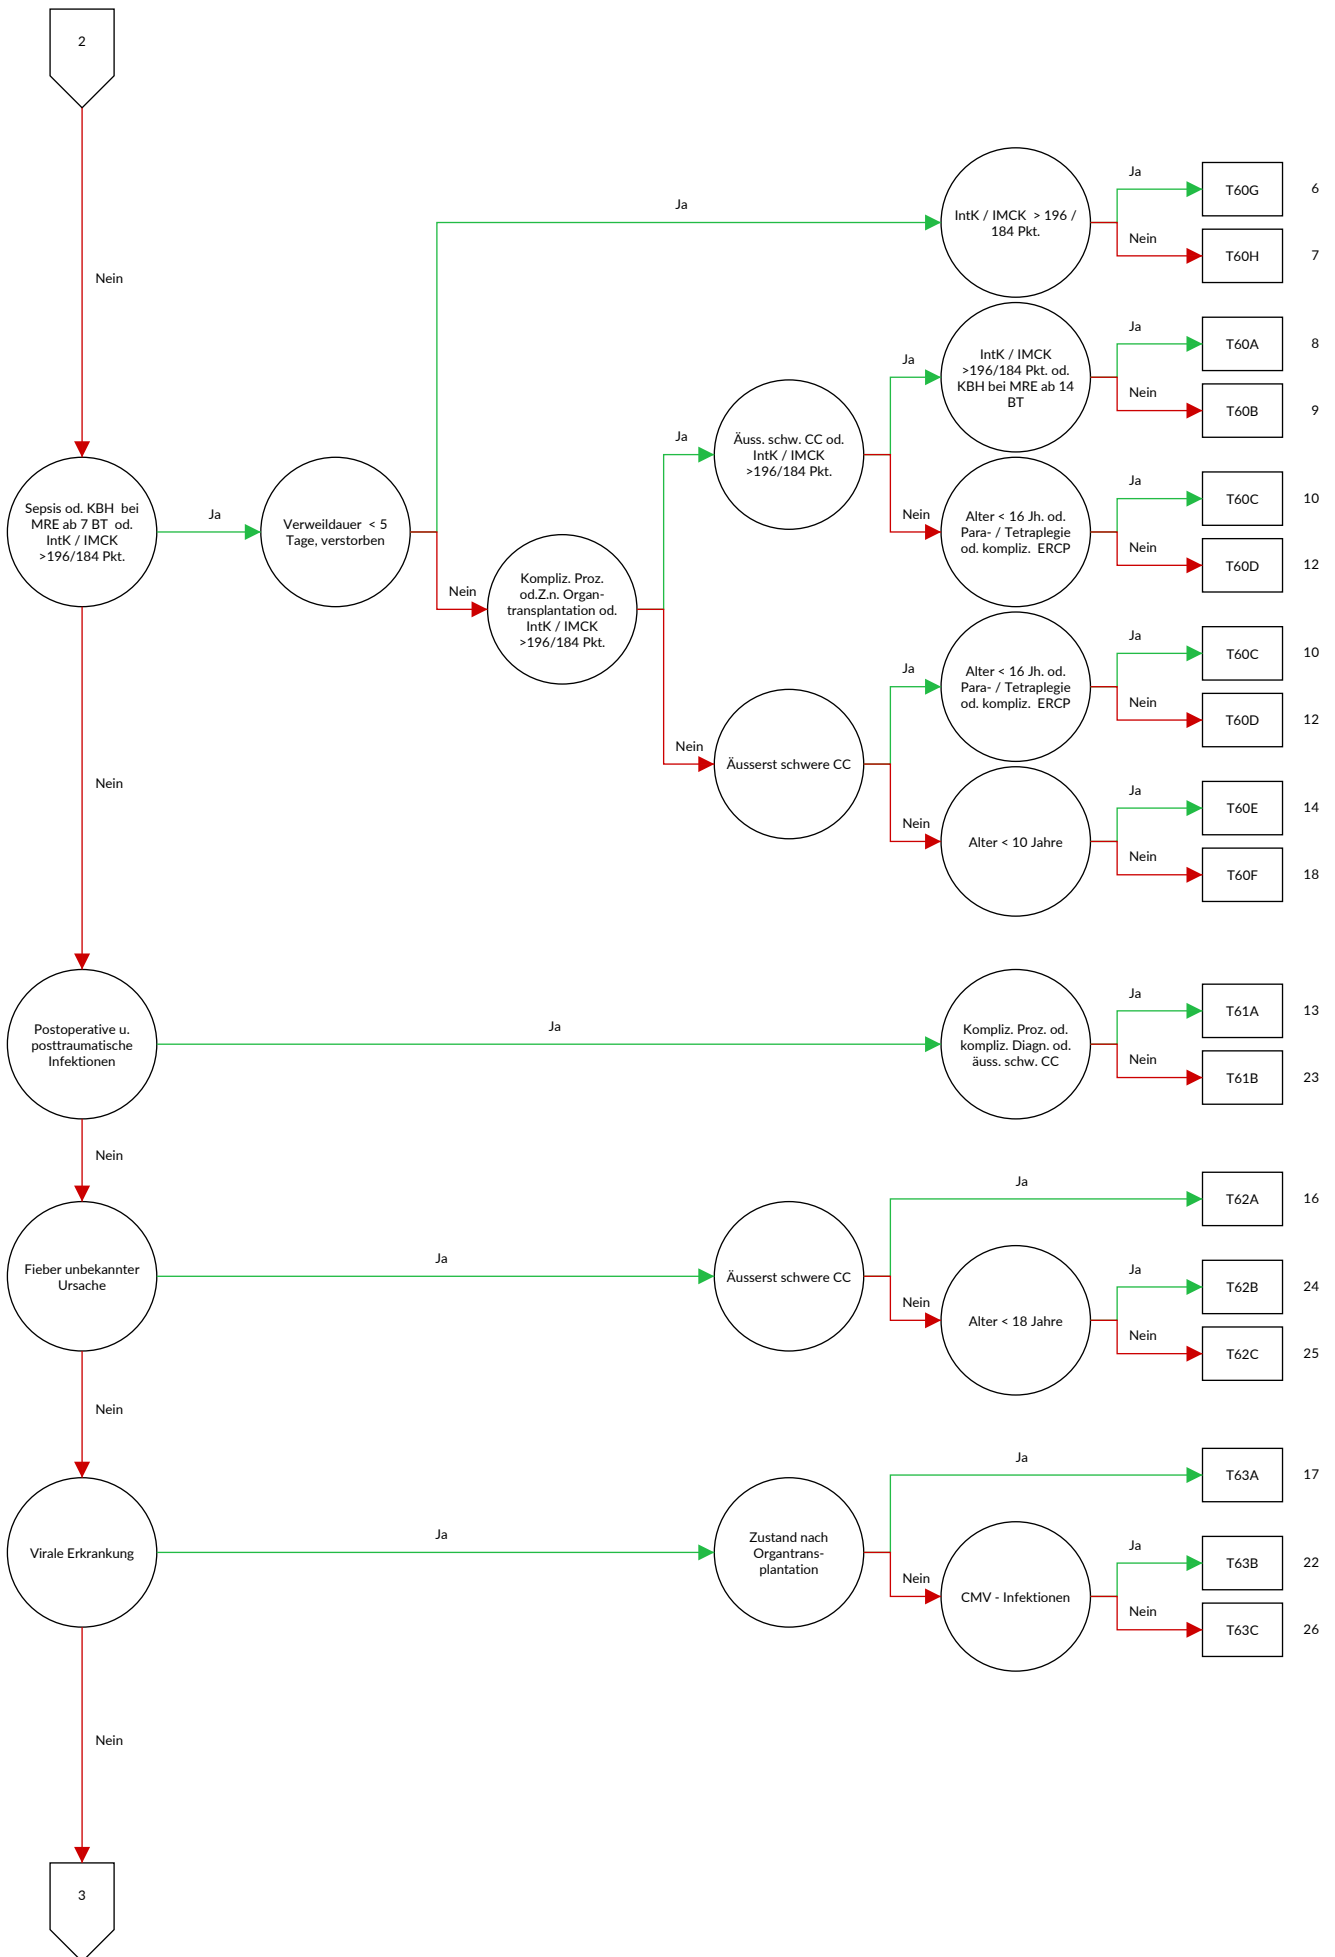 2
Nein
Ja
IntK / IMCK > 196 /
184 Pkt.
Ja
T60G
6
Nein
T60H
7
IntK / IMCK
>196/184 Pkt. od.
KBH bei MRE ab 14
BT
Ja
T60A
8
Nein
T60B
9
Ja
Äuss. schw. CC od.
IntK / IMCK
>196/184 Pkt.
Ja
Nein
Alter < 16 Jh. od.
Para- / Tetraplegie
od. kompliz. ERCP
Ja
T60C
10
Nein
T60D
12
Sepsis od. KBH bei
MRE ab 7 BT od.
IntK / IMCK
>196/184 Pkt.
Ja
Verweildauer < 5
Tage, verstorben
Nein
Kompliz. Proz.
od.Z.n. Organ-
transplantation od.
IntK / IMCK
>196/184 Pkt.
Ja
Alter < 16 Jh. od.
Para- / Tetraplegie
od. kompliz. ERCP
Ja
T60C
10
Nein
T60D
12
Nein
Äusserst schwere CC
Nein
Nein
Alter < 10 Jahre
Ja
T60E
14
Nein
T60F
18
Postoperative u.
posttraumatische
Infektionen
Ja
Kompliz. Proz. od.
kompliz. Diagn. od.
äuss. schw. CC
Ja
T61A
13
Nein
T61B
23
Nein
Fieber unbekannter
Ursache
Ja
Äusserst schwere CC
Ja
T62A
16
Nein
Alter < 18 Jahre
Ja
T62B
24
Nein
T62C
25
Nein
Virale Erkrankung
Ja
Zustand nach
Organtrans-
plantation
Ja
T63A
17
Nein
CMV - Infektionen
Ja
T63B
22
Nein
T63C
26
Nein
3